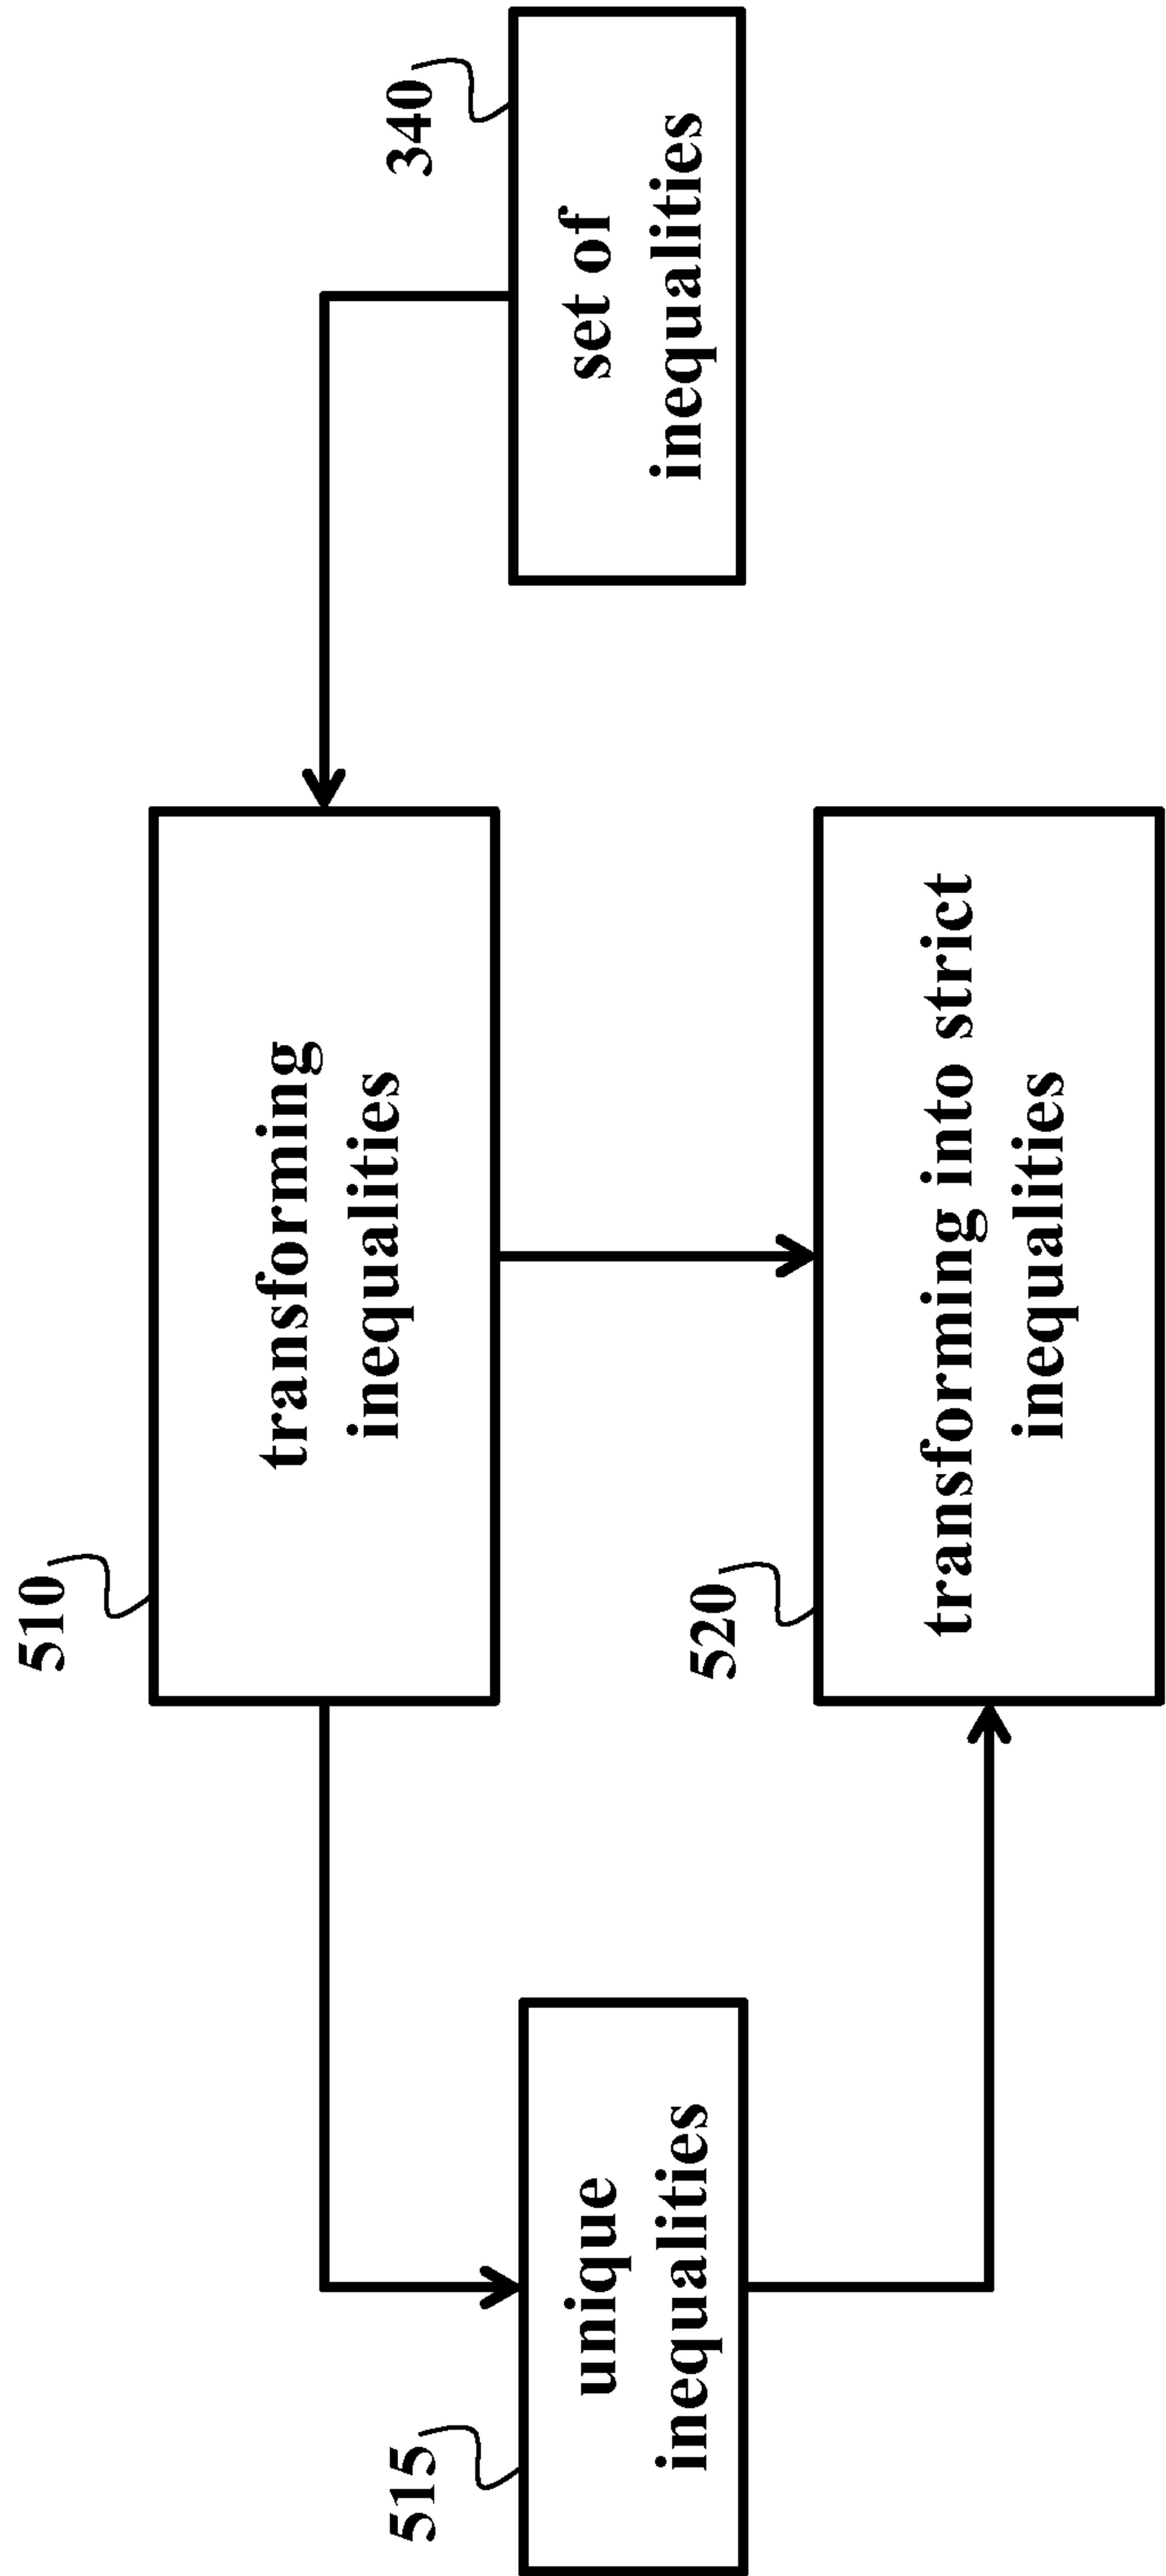 510
transforming
inequalities
515
unique
inequalities
340
set of
inequalities
520
transforming into strict
inequalities